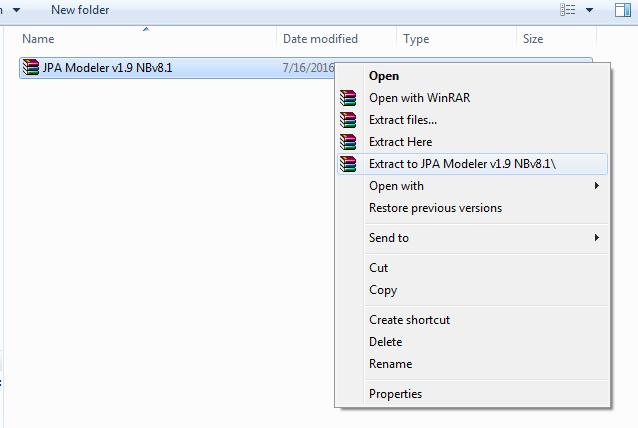 New folder
Name Date modified Type Size
JPA Modeler v1.9 NBv8.1 7/16/2016
Open
Open with WinRAR
Extract files...
Extract Here
Extract to JPA Modeler v1.9 NBv8.1\
Open with
Restore previous versions
Send to
Cut
Copy
Create shortcut
Delete
Rename
Properties